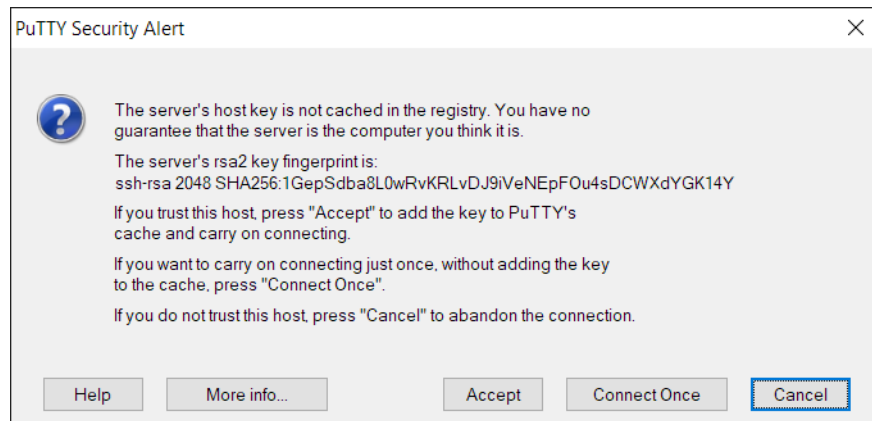 PuTTY Security Alert
The server's host key is not cached in the registry. You have no
guarantee that the server is the computer you think it is.
The server's rsa2 key fingerprint is:
ssh-rsa 2048 SHA256:1GepSdba8L0wRvKRLvDJ9iVeNEpFOu4sDCWXdYGK14Y
If you trust this host, press "Accept" to add the key to PuTTY's
cache and carry on connecting.
If you want to carry on connecting just once, without adding the key
to the cache, press "Connect Once".
If you do not trust this host, press "Cancel" to abandon the connection.
Help More info... Accept Connect Once Cancel